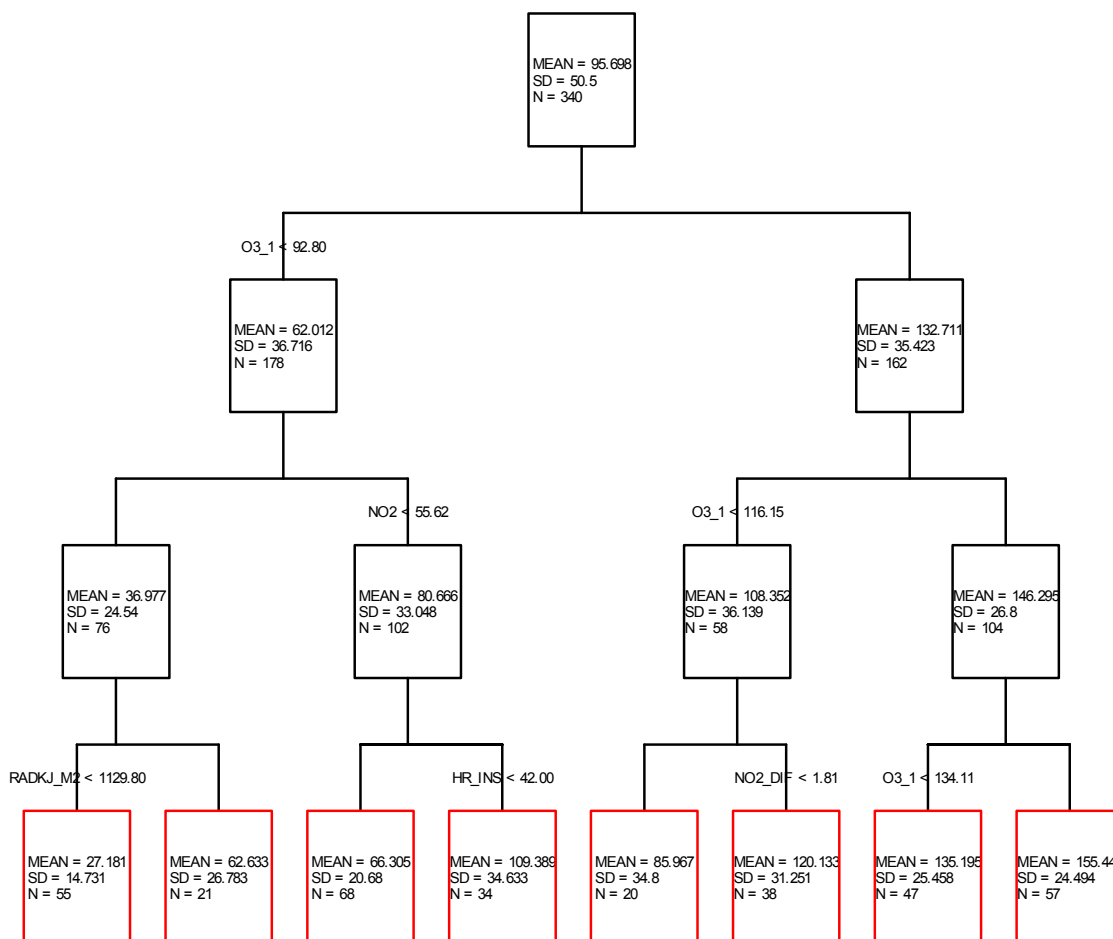 MEAN = 95.698
SD = 50.5
N = 340
O3_1 < 92.80
MEAN = 62.012
SD = 36.716
N = 178
MEAN = 132.711
SD = 35.423
N = 162
NO2 < 55.62
O3_1 < 116.15
MEAN = 36.977
SD = 24.54
N = 76
MEAN = 80.666
SD = 33.048
N = 102
MEAN = 108.352
SD = 36.139
N = 58
MEAN = 146.295
SD = 26.8
N = 104
RADKJ_M2 < 1129.80
HR_INS < 42.00
NO2_DIF < 1.81
O3_1 < 134.11
MEAN = 27.181
SD = 14.731
N = 55
MEAN = 62.633
SD = 26.783
N = 21
MEAN = 66.305
SD = 20.68
N = 68
MEAN = 109.389
SD = 34.633
N = 34
MEAN = 85.967
SD = 34.8
N = 20
MEAN = 120.133
SD = 31.251
N = 38
MEAN = 135.195
SD = 25.458
N = 47
MEAN = 155.44
SD = 24.494
N = 57